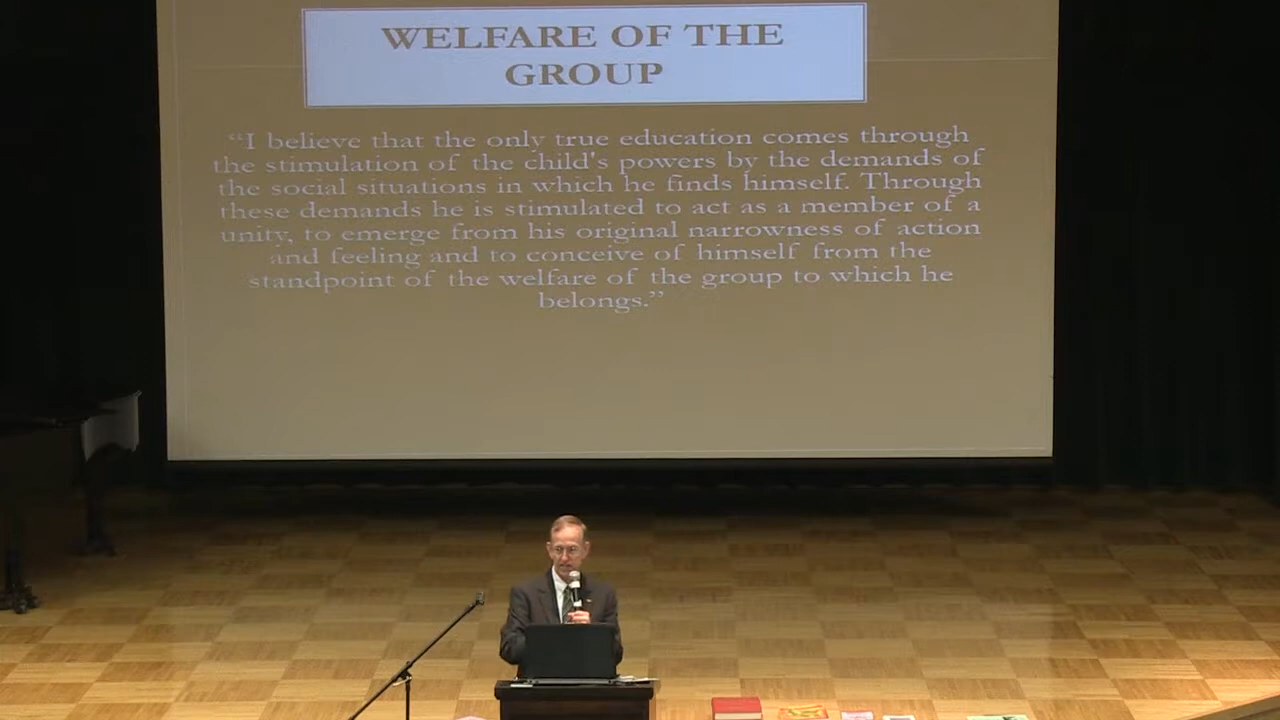 WELFARE OF THE
GROUP
“I believe that the only true education comes through
the stimulation of the child's powers by the demands of
the social situations in which he finds himself. Through
these demands he is stimulated to act as a member of a
unity, to emerge from his original narrowness of action
and feeling and to conceive of himself from the
standpoint of the welfare of the group to which he
belongs.”